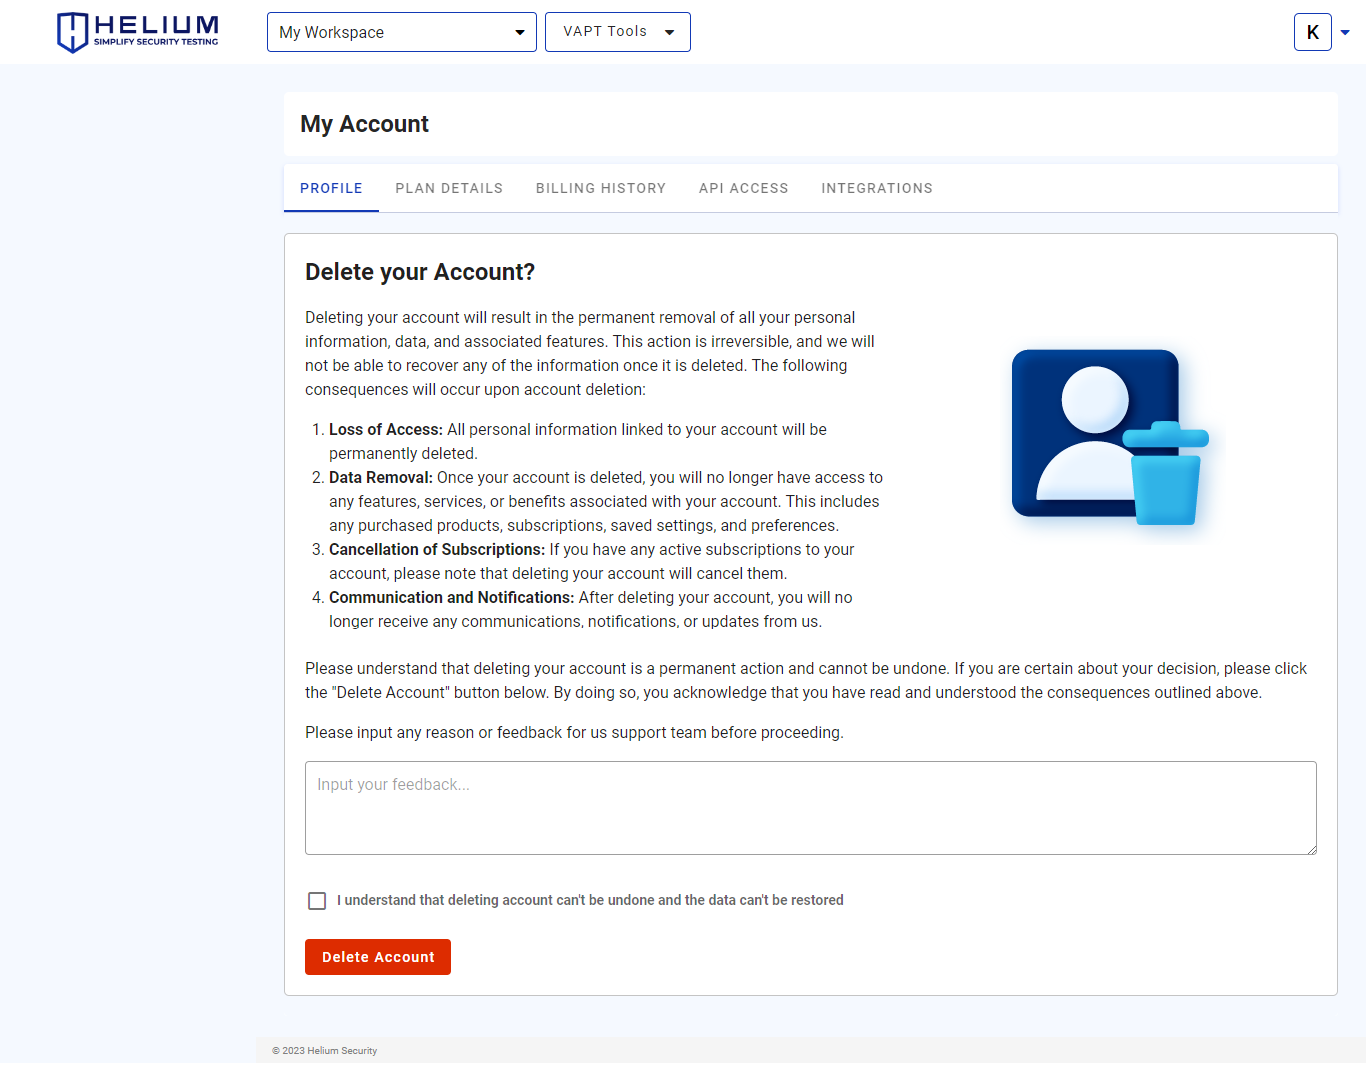 HELIUM
SIMPLIFY SECURITY TESTING
My Workspace
VAPT Tools
K
My Account
PROFILE
PLAN DETAILS
BILLING HISTORY
API ACCESS
INTEGRATIONS
Delete your Account?
Deleting your account will result in the permanent removal of all your personal
information, data, and associated features. This action is irreversible, and we will
not be able to recover any of the information once it is deleted. The following
consequences will occur upon account deletion:
1. Loss of Access: All personal information linked to your account will be
permanently deleted.
2. Data Removal: Once your account is deleted, you will no longer have access to
any features, services, or benefits associated with your account. This includes
any purchased products, subscriptions, saved settings, and preferences.
3. Cancellation of Subscriptions: If you have any active subscriptions to your
account, please note that deleting your account will cancel them.
4. Communication and Notifications: After deleting your account, you will no
longer receive any communications, notifications, or updates from us.
Please understand that deleting your account is a permanent action and cannot be undone. If you are certain about your decision, please click
the "Delete Account" button below. By doing so, you acknowledge that you have read and understood the consequences outlined above.
Please input any reason or feedback for us support team before proceeding.
Input your feedback...
I understand that deleting account can't be undone and the data can't be restored
Delete Account
© 2023 Helium Security